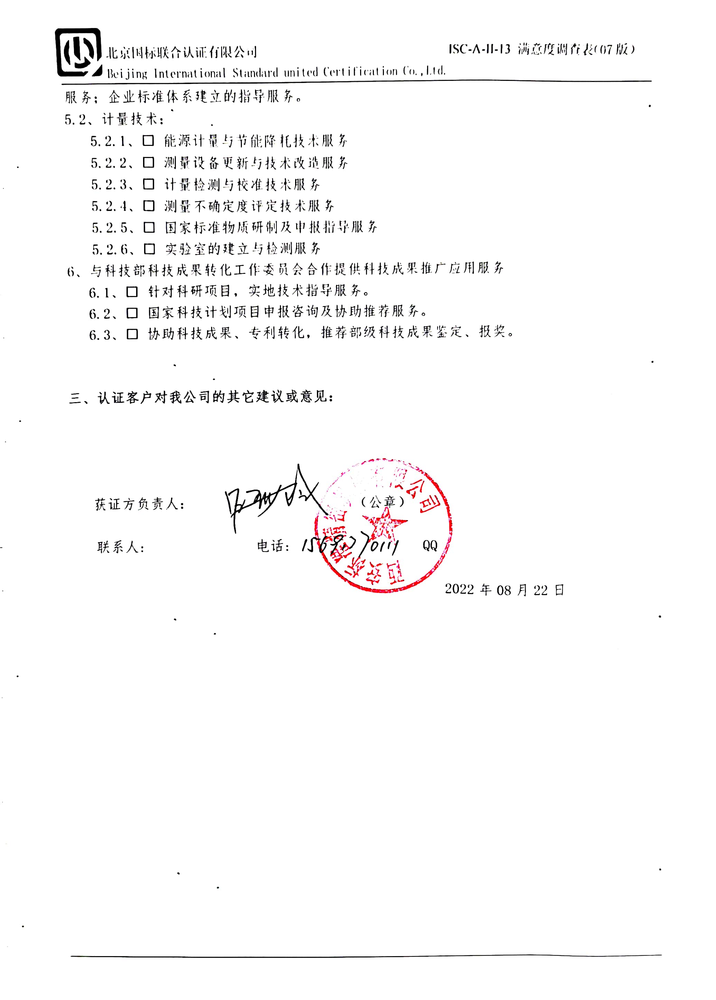 北京国标联合认证有限公司
ISC-A-II-13 满意度调查表(07版)
Beijing International Standard united Certification Co.,Ltd.
服务；企业标准体系建立的指导服务。
5.2、计量技术：
5.2.1、□ 能源计量与节能降耗技术服务
5.2.2、□ 测量设备更新与技术改造服务
5.2.3、□ 计量检测与校准技术服务
5.2.4、□ 测量不确定度评定技术服务
5.2.5、□ 国家标准物质研制及申报指导服务
5.2.6、□ 实验室的建立与检测服务
6、与科技部科技成果转化工作委员会合作提供科技成果推广应用服务
6.1、□ 针对科研项目，实地技术指导服务。
6.2、□ 国家科技计划项目申报咨询及协助推荐服务。
6.3、□ 协助科技成果、专利转化，推荐部级科技成果鉴定、报奖。
三、认证客户对我公司的其它建议或意见：
获证方负责人：
（公章）
联系人：
电话：
QQ
2022 年 08 月 22 日